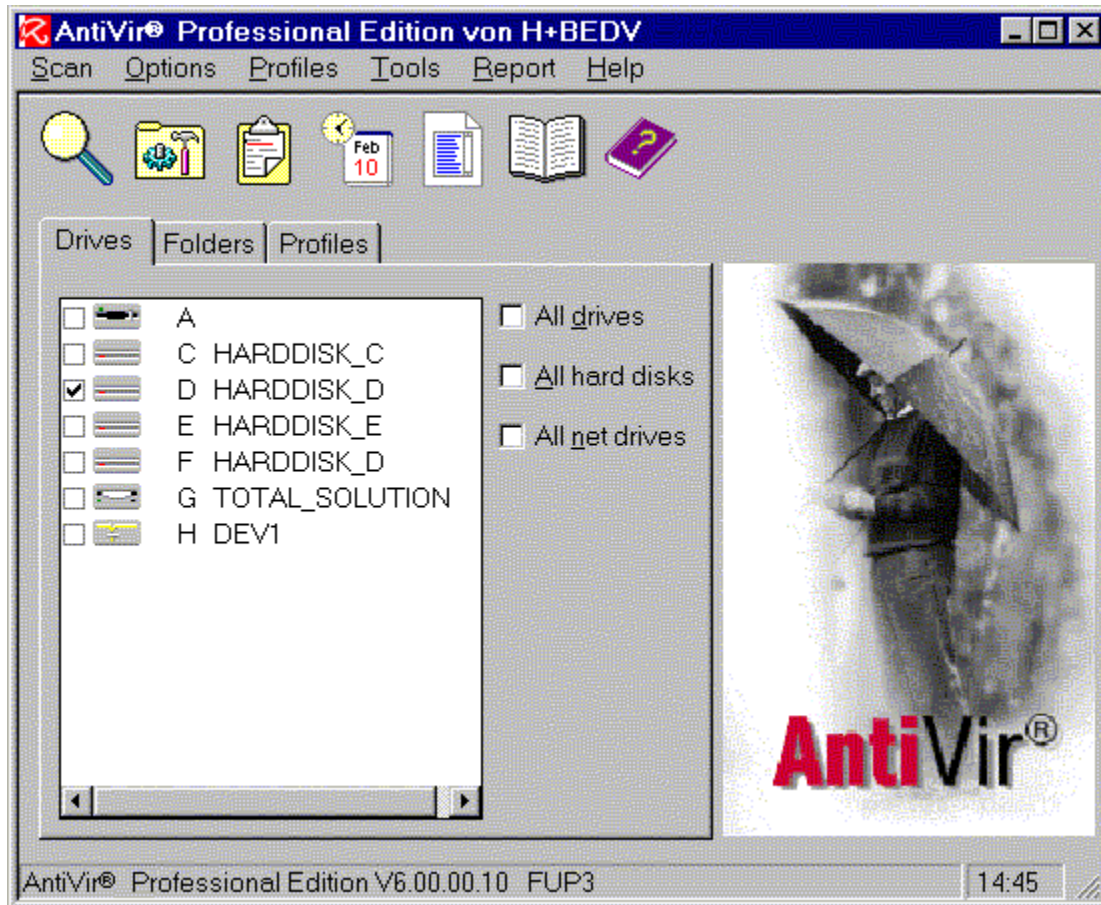 AntiVir® Professional Edition von H+BEDV
Scan Options Profiles Tools Report Help
Feb
10
?
Drives Folders Profiles
A
C HARDDISK_C
D HARDDISK_D
E HARDDISK_E
F HARDDISK_D
G TOTAL_SOLUTION
H DEV1
All drives
All hard disks
All net drives
AntiVir®
AntiVir® Professional Edition V6.00.00.10 FUP3 14:45